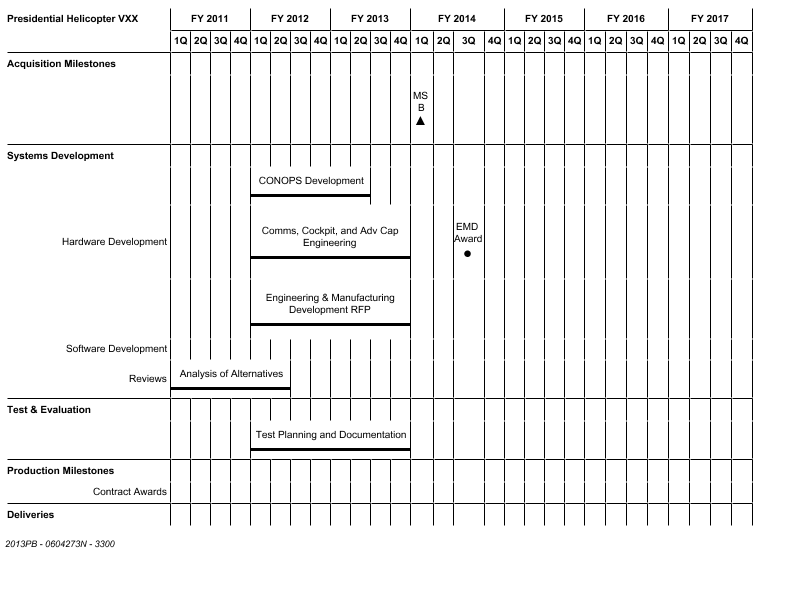 Presidential Helicopter VXX FY 2011 FY 2012 FY 2013 FY 2014 FY 2015 FY 2016 FY 2017
1Q 2Q 3Q 4Q 1Q 2Q 3Q 4Q 1Q 2Q 3Q 4Q 1Q 2Q 3Q 4Q 1Q 2Q 3Q 4Q 1Q 2Q 3Q 4Q 1Q 2Q 3Q 4Q
Acquisition Milestones
MS
B
Systems Development
CONOPS Development
Hardware Development
Comms, Cockpit, and Adv Cap
Engineering
EMD
Award
Engineering & Manufacturing
Development RFP
Software Development
Reviews
Analysis of Alternatives
Test & Evaluation
Test Planning and Documentation
Production Milestones
Contract Awards
Deliveries
2013PB - 0604273N - 3300